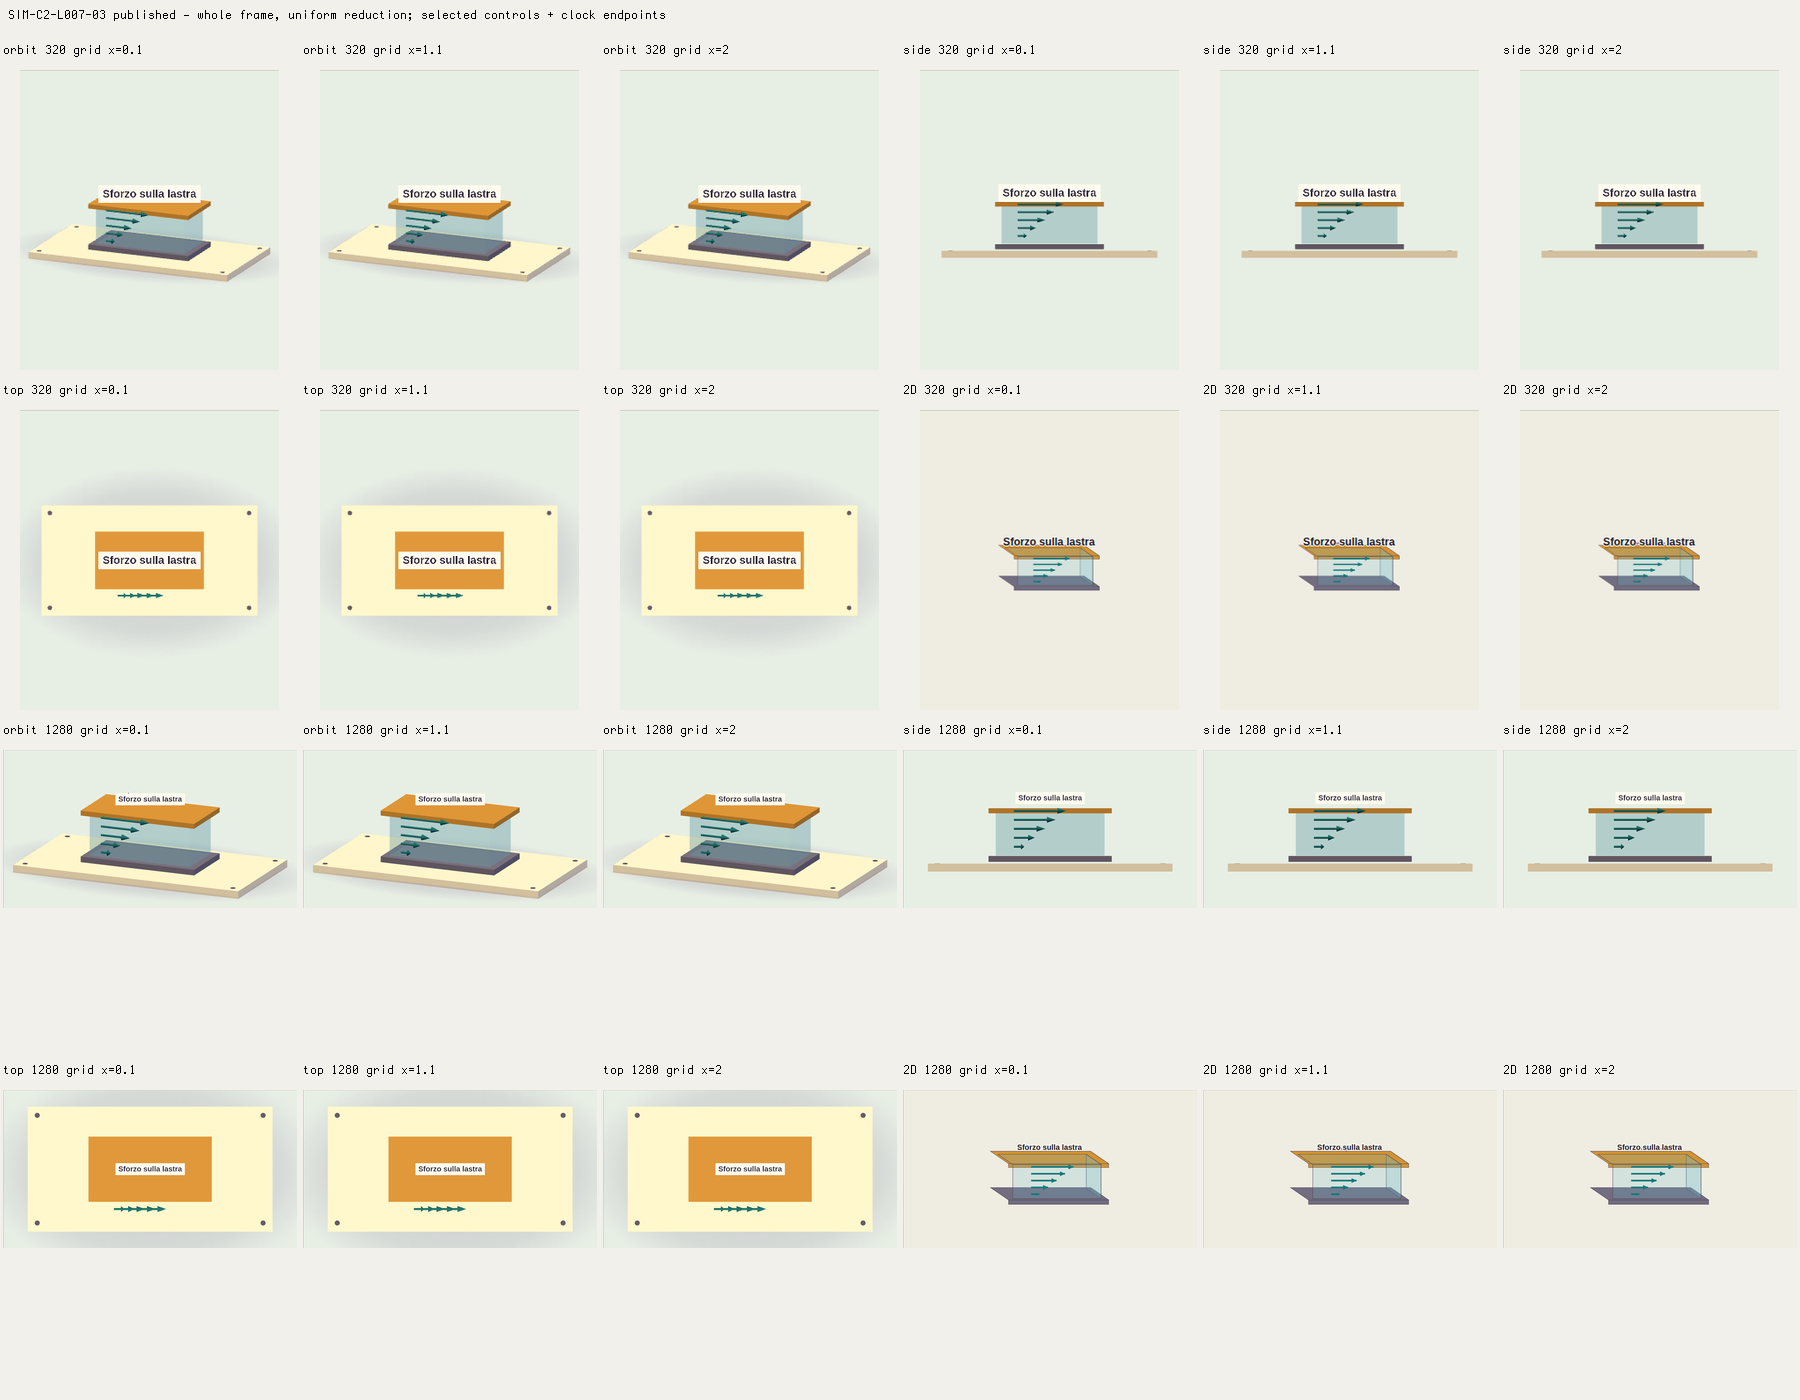 SIM-C2-L007-03 published — whole frame, uniform reduction; selected controls + clock endpoints
orbit 320 grid x=0.1
orbit 320 grid x=1.1
orbit 320 grid x=2
side 320 grid x=0.1
side 320 grid x=1.1
side 320 grid x=2
Sforzo sulla lastra
Sforzo sulla lastra
Sforzo sulla lastra
Sforzo sulla lastra
Sforzo sulla lastra
Sforzo sulla lastra
top 320 grid x=0.1
top 320 grid x=1.1
top 320 grid x=2
2D 320 grid x=0.1
2D 320 grid x=1.1
2D 320 grid x=2
Sforzo sulla lastra
Sforzo sulla lastra
Sforzo sulla lastra
Sforzo sulla lastra
Sforzo sulla lastra
Sforzo sulla lastra
orbit 1280 grid x=0.1
orbit 1280 grid x=1.1
orbit 1280 grid x=2
side 1280 grid x=0.1
side 1280 grid x=1.1
side 1280 grid x=2
Sforzo sulla lastra
Sforzo sulla lastra
Sforzo sulla lastra
Sforzo sulla lastra
Sforzo sulla lastra
Sforzo sulla lastra
top 1280 grid x=0.1
top 1280 grid x=1.1
top 1280 grid x=2
2D 1280 grid x=0.1
2D 1280 grid x=1.1
2D 1280 grid x=2
Sforzo sulla lastra
Sforzo sulla lastra
Sforzo sulla lastra
Sforzo sulla lastra
Sforzo sulla lastra
Sforzo sulla lastra